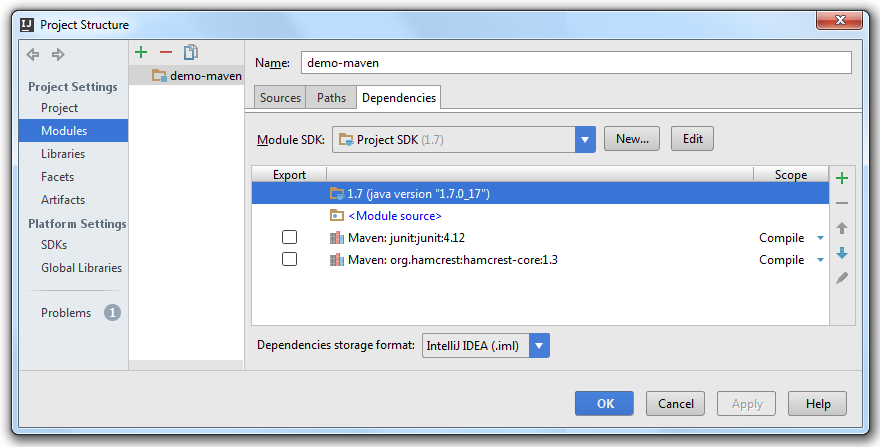 IJ Project Structure
Project Settings
Project
Modules
Libraries
Facets
Artifacts
Platform Settings
SDKs
Global Libraries
Problems 1
demo-maven
Name: demo-maven
Sources Paths Dependencies
Module SDK: Project SDK (1.7) New... Edit
Export Scope
1.7 (java version "1.7.0_17")
<Module source>
Maven: junit:junit:4.12 Compile
Maven: org.hamcrest:hamcrest-core:1.3 Compile
Dependencies storage format: IntelliJ IDEA (.iml)
OK Cancel Apply Help